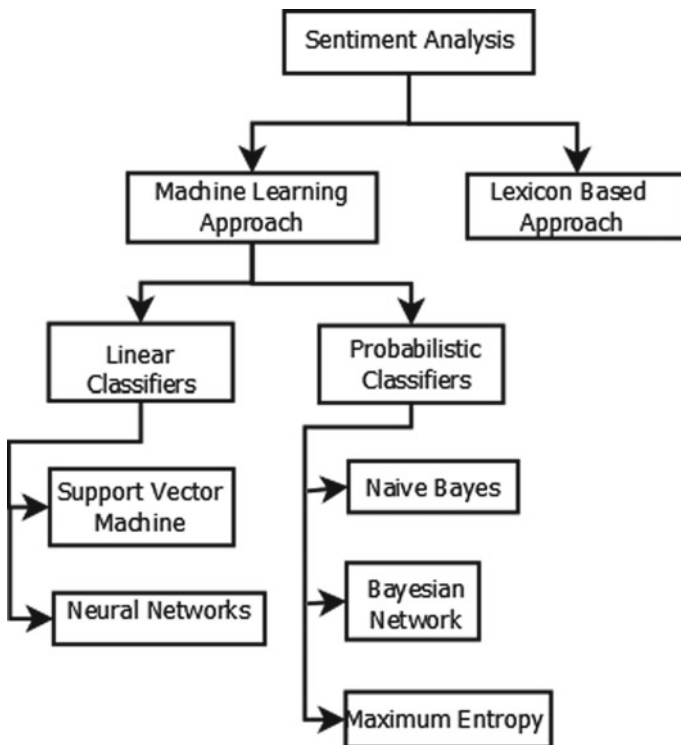 Sentiment Analysis
Machine Learning
Approach
Lexicon Based
Approach
Linear
Classifiers
Probabilistic
Classifiers
Support Vector
Machine
Neural Networks
Naive Bayes
Bayesian
Network
Maximum Entropy